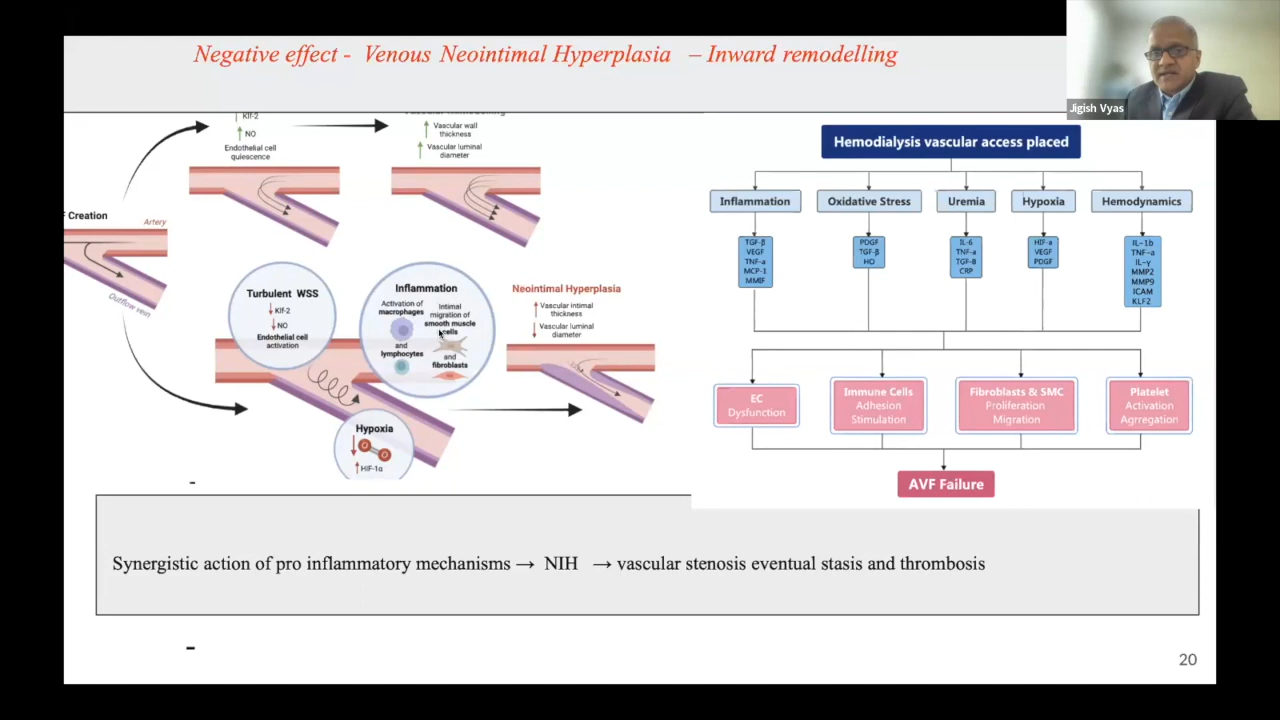 Negative effect - Venous Neointimal Hyperplasia – Inward remodelling
Jigish Vyas
Klf-2
NO
Endothelial cell
quiescence
Vascular wall
thickness
Vascular luminal
diameter
Creation
Artery
Outflow vein
Turbulent WSS
Klf-2
NO
Endothelial cell
activation
Inflammation
Activation of
macrophages
and
lymphocytes
Intimal
migration of
smooth muscle
cells
and
fibroblasts
Hypoxia
HIF-1α
Neointimal Hyperplasia
Vascular intimal
thickness
Vascular luminal
diameter
Hemodialysis vascular access placed
Inflammation
Oxidative Stress
Uremia
Hypoxia
Hemodynamics
TGF-β
VEGF
TNF-a
MCP-1
MMIF
PDGF
TGF-β
HO
IL-6
TNF-a
TGF-B
CRP
HIF-a
VEGF
PDGF
IL-1b
TNF-a
IL-γ
MMP2
MMP9
ICAM
KLF2
EC
Dysfunction
Immune Cells
Adhesion
Stimulation
Fibroblasts & SMC
Proliferation
Migration
Platelet
Activation
Agrregation
AVF Failure
Synergistic action of pro inflammatory mechanisms → NIH → vascular stenosis eventual stasis and thrombosis
20